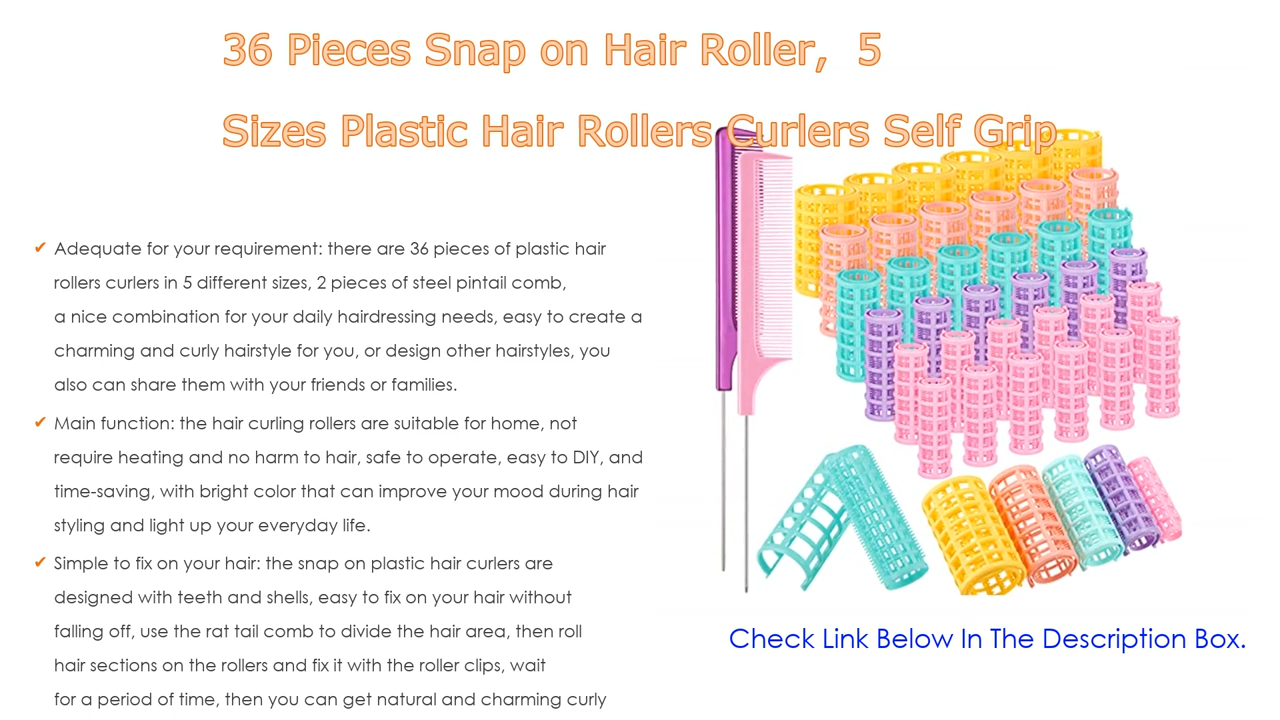 36 Pieces Snap on Hair Roller,  5
Sizes Plastic Hair Rollers Curlers Self Grip
✔ Adequate for your requirement: there are 36 pieces of plastic hair
rollers curlers in 5 different sizes, 2 pieces of steel pintail comb,
a nice combination for your daily hairdressing needs, easy to create a
charming and curly hairstyle for you, or design other hairstyles, you
also can share them with your friends or families.
✔ Main function: the hair curling rollers are suitable for home, not
require heating and no harm to hair, safe to operate, easy to DIY, and
time-saving, with bright color that can improve your mood during hair
styling and light up your everyday life.
✔ Simple to fix on your hair: the snap on plastic hair curlers are
designed with teeth and shells, easy to fix on your hair without
falling off, use the rat tail comb to divide the hair area, then roll
hair sections on the rollers and fix it with the roller clips, wait
for a period of time, then you can get natural and charming curly
Check Link Below In The Description Box.